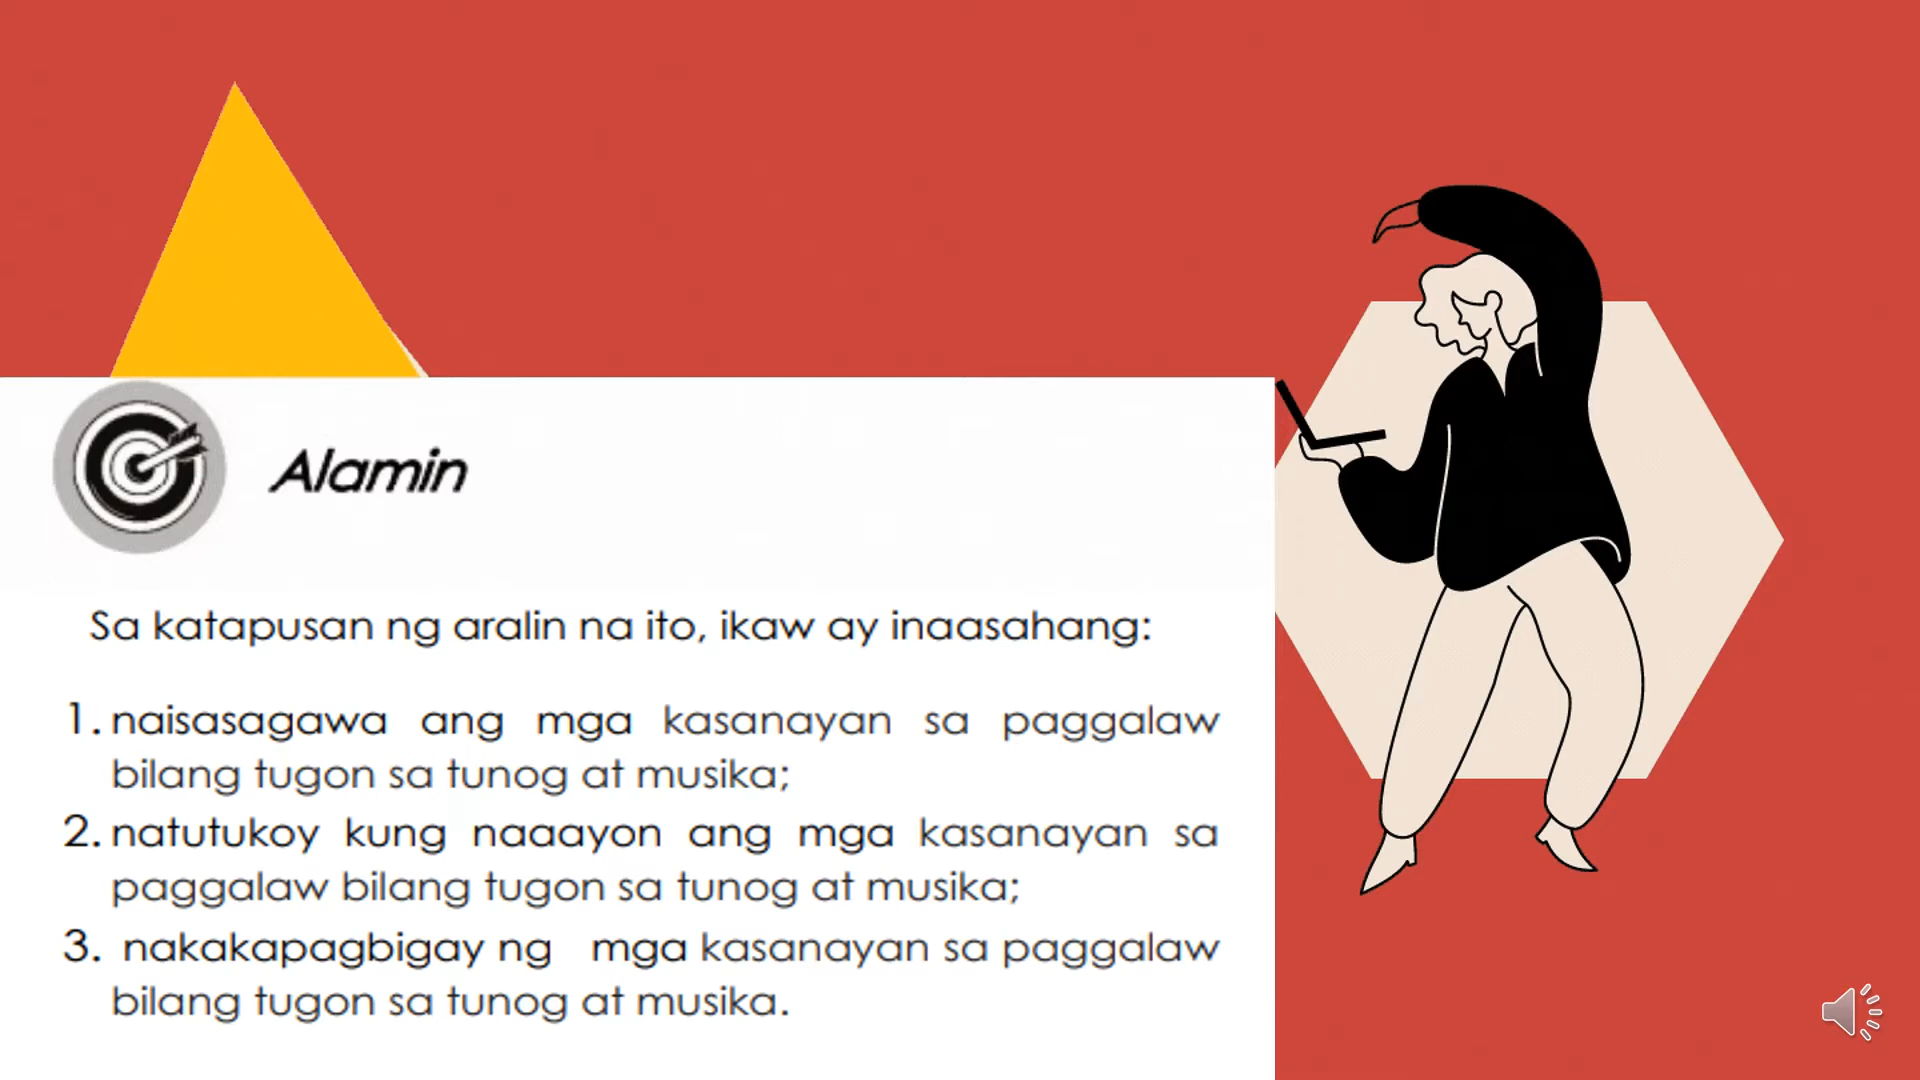 Alamin
Sa katapusan ng aralin na ito, ikaw ay inaasahang:
1. naisasagawa ang mga kasanayan sa paggalaw
bilang tugon sa tunog at musika;
2. natutukoy kung naaayon ang mga kasanayan sa
paggalaw bilang tugon sa tunog at musika;
3. nakakapagbigay ng mga kasanayan sa paggalaw
bilang tugon sa tunog at musika.